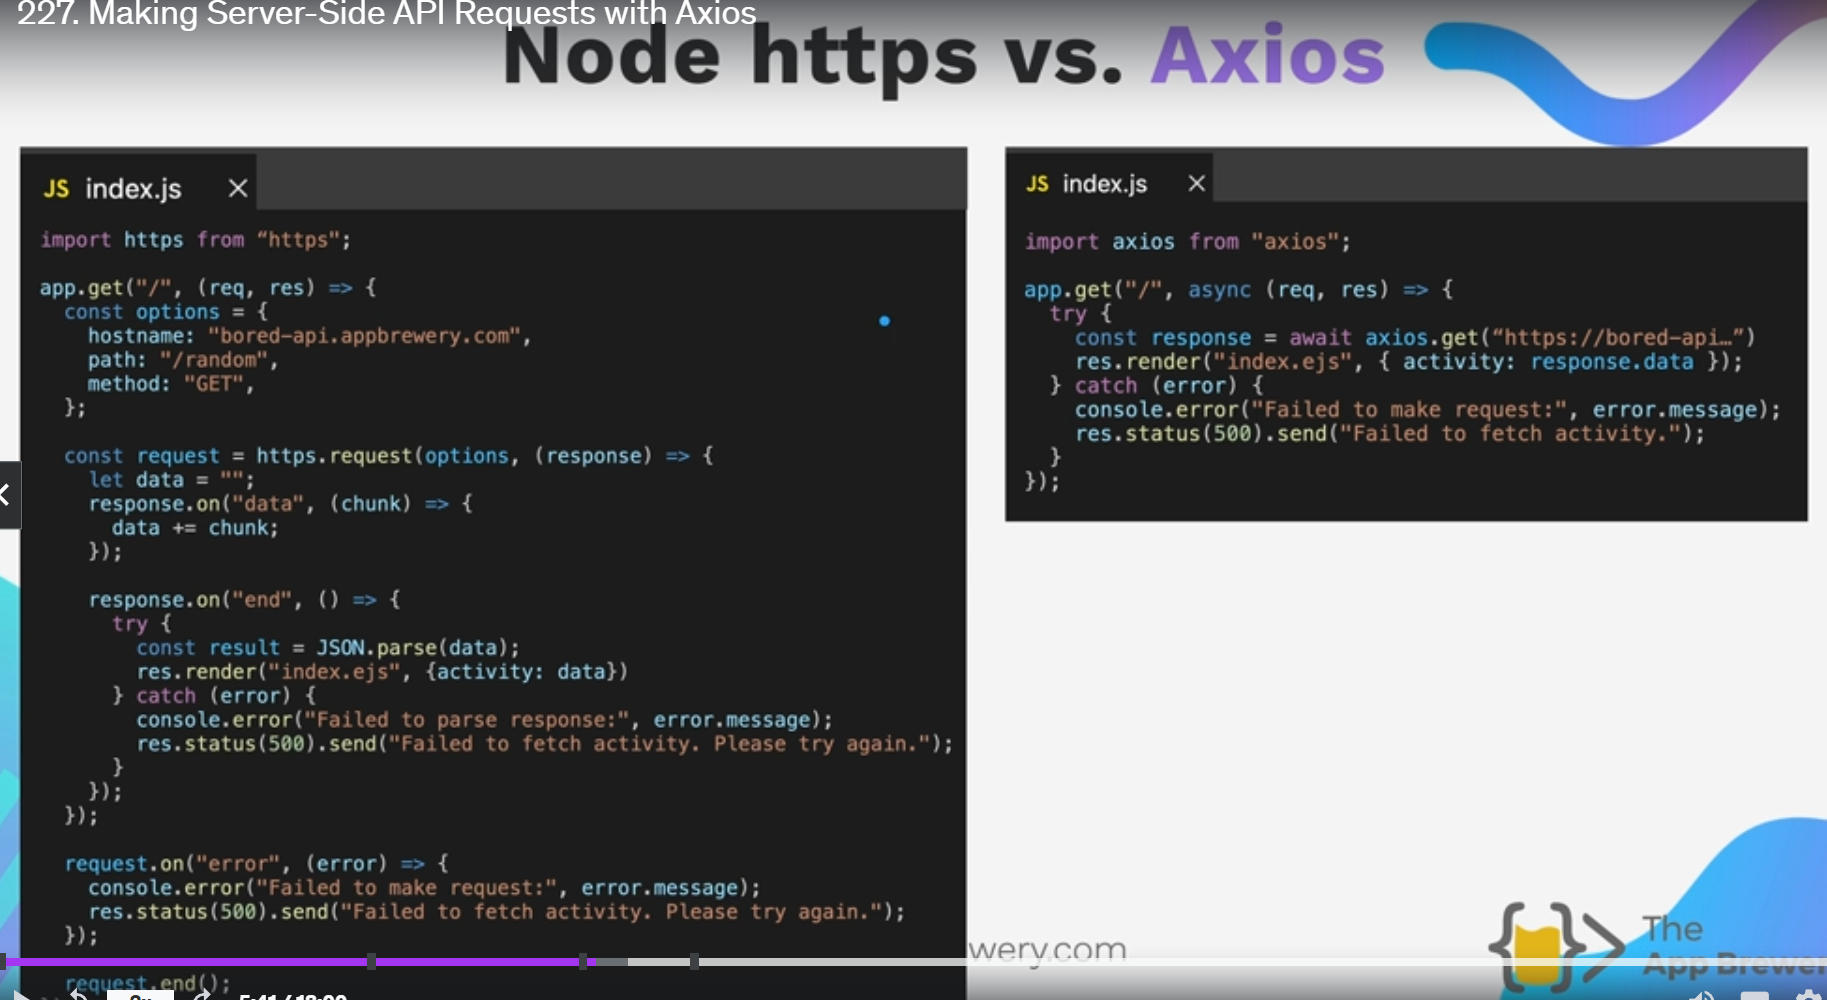 227. Making Server-Side API Requests with Axios
Node https vs. Axios
JS index.js ×
import https from “https";
app.get("/", (req, res) => {
const options = {
hostname: "bored-api.appbrewery.com",
path: "/random",
method: "GET",
};
const request = https.request(options, (response) => {
let data = "";
response.on("data", (chunk) => {
data += chunk;
});
response.on("end", () => {
try {
const result = JSON.parse(data);
res.render("index.ejs", {activity: data})
} catch (error) {
console.error("Failed to parse response:", error.message);
res.status(500).send("Failed to fetch activity. Please try again.");
}
});
});
request.on("error", (error) => {
console.error("Failed to make request:", error.message);
res.status(500).send("Failed to fetch activity. Please try again.");
});
request.end();
JS index.js ×
import axios from "axios";
app.get("/", async (req, res) => {
try {
const response = await axios.get(“https://bored-api…”)
res.render("index.ejs", { activity: response.data });
} catch (error) {
console.error("Failed to make request:", error.message);
res.status(500).send("Failed to fetch activity.");
}
});
wery.com
The
App Brewer